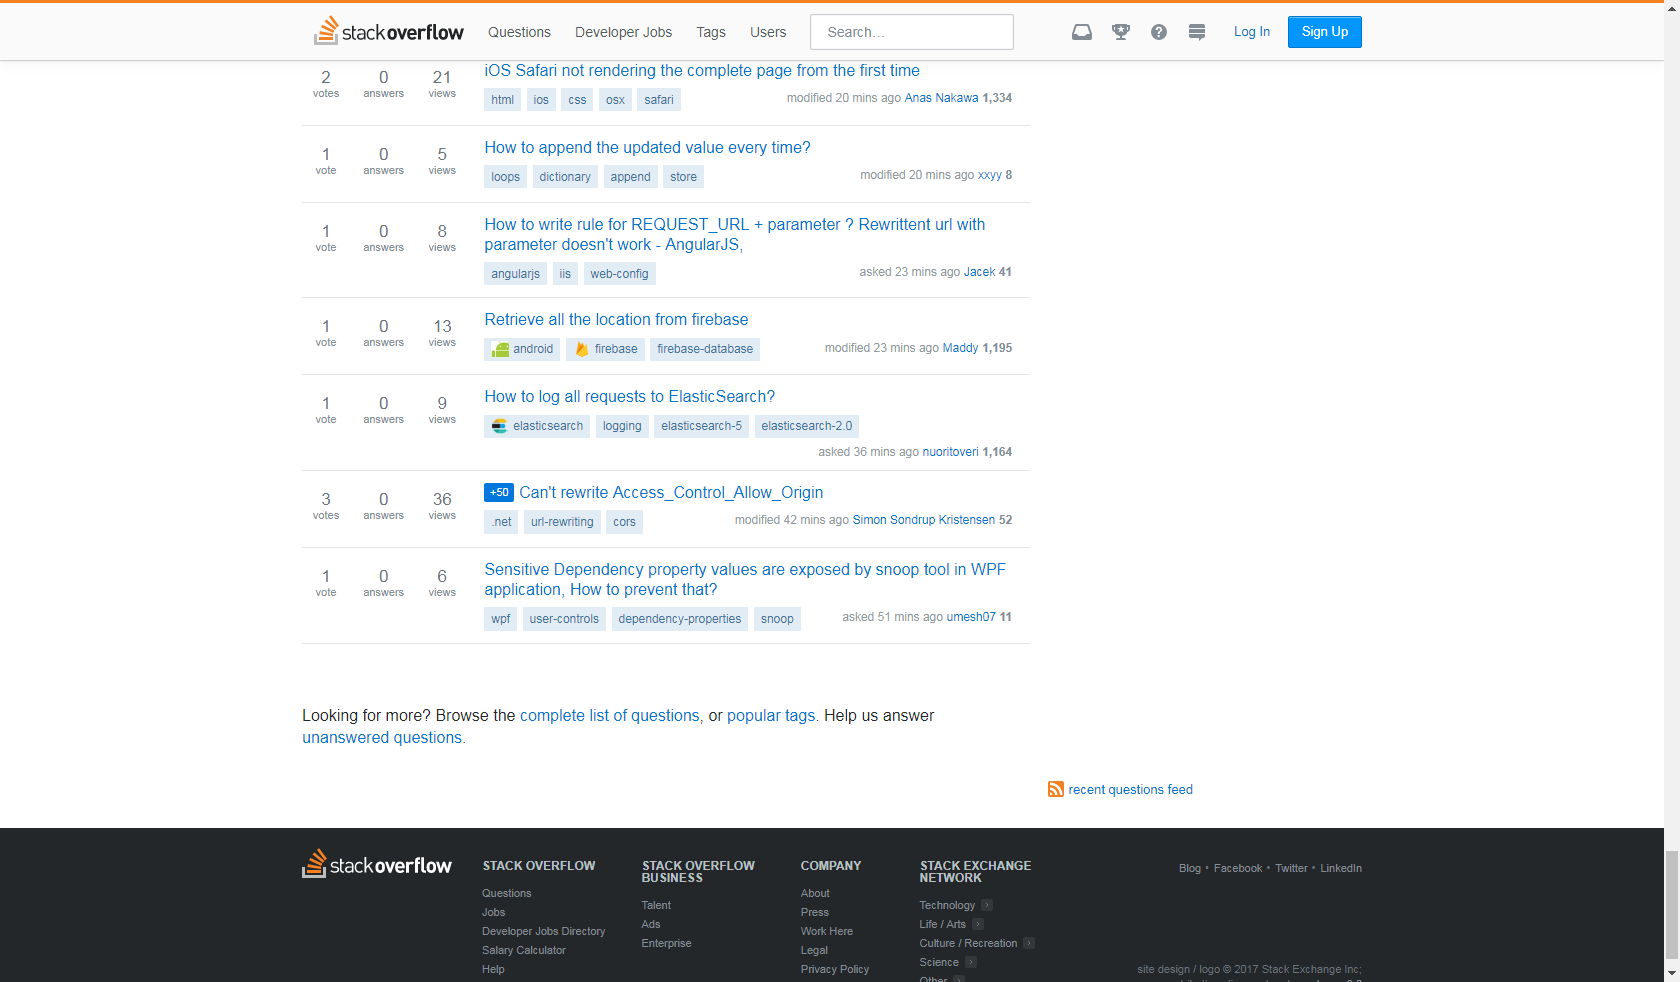 stackoverflow Questions Developer Jobs Tags Users Search... Log In Sign Up
iOS Safari not rendering the complete page from the first time
2 0 21
votes answers views
html ios css osx safari modified 20 mins ago Anas Nakawa 1,334
How to append the updated value every time?
1 0 5
vote answers views
loops dictionary append store modified 20 mins ago xxyy 8
How to write rule for REQUEST_URL + parameter ? Rewrittent url with
parameter doesn't work - AngularJS,
1 0 8
vote answers views
angularjs iis web-config asked 23 mins ago Jacek 41
Retrieve all the location from firebase
1 0 13
vote answers views
android firebase firebase-database modified 23 mins ago Maddy 1,195
How to log all requests to ElasticSearch?
1 0 9
vote answers views
elasticsearch logging elasticsearch-5 elasticsearch-2.0
asked 36 mins ago nuoritoveri 1,164
+50 Can't rewrite Access_Control_Allow_Origin
3 0 36
votes answers views
.net url-rewriting cors modified 42 mins ago Simon Sondrup Kristensen 52
Sensitive Dependency property values are exposed by snoop tool in WPF
application, How to prevent that?
1 0 6
vote answers views
wpf user-controls dependency-properties snoop asked 51 mins ago umesh07 11
Looking for more? Browse the complete list of questions, or popular tags. Help us answer
unanswered questions.
recent questions feed
stackoverflow
STACK OVERFLOW
Questions
Jobs
Developer Jobs Directory
Salary Calculator
Help
STACK OVERFLOW
BUSINESS
Talent
Ads
Enterprise
COMPANY
About
Press
Work Here
Legal
Privacy Policy
STACK EXCHANGE
NETWORK
Technology
Life / Arts
Culture / Recreation
Science
Other
Blog • Facebook • Twitter • LinkedIn
site design / logo © 2017 Stack Exchange Inc;